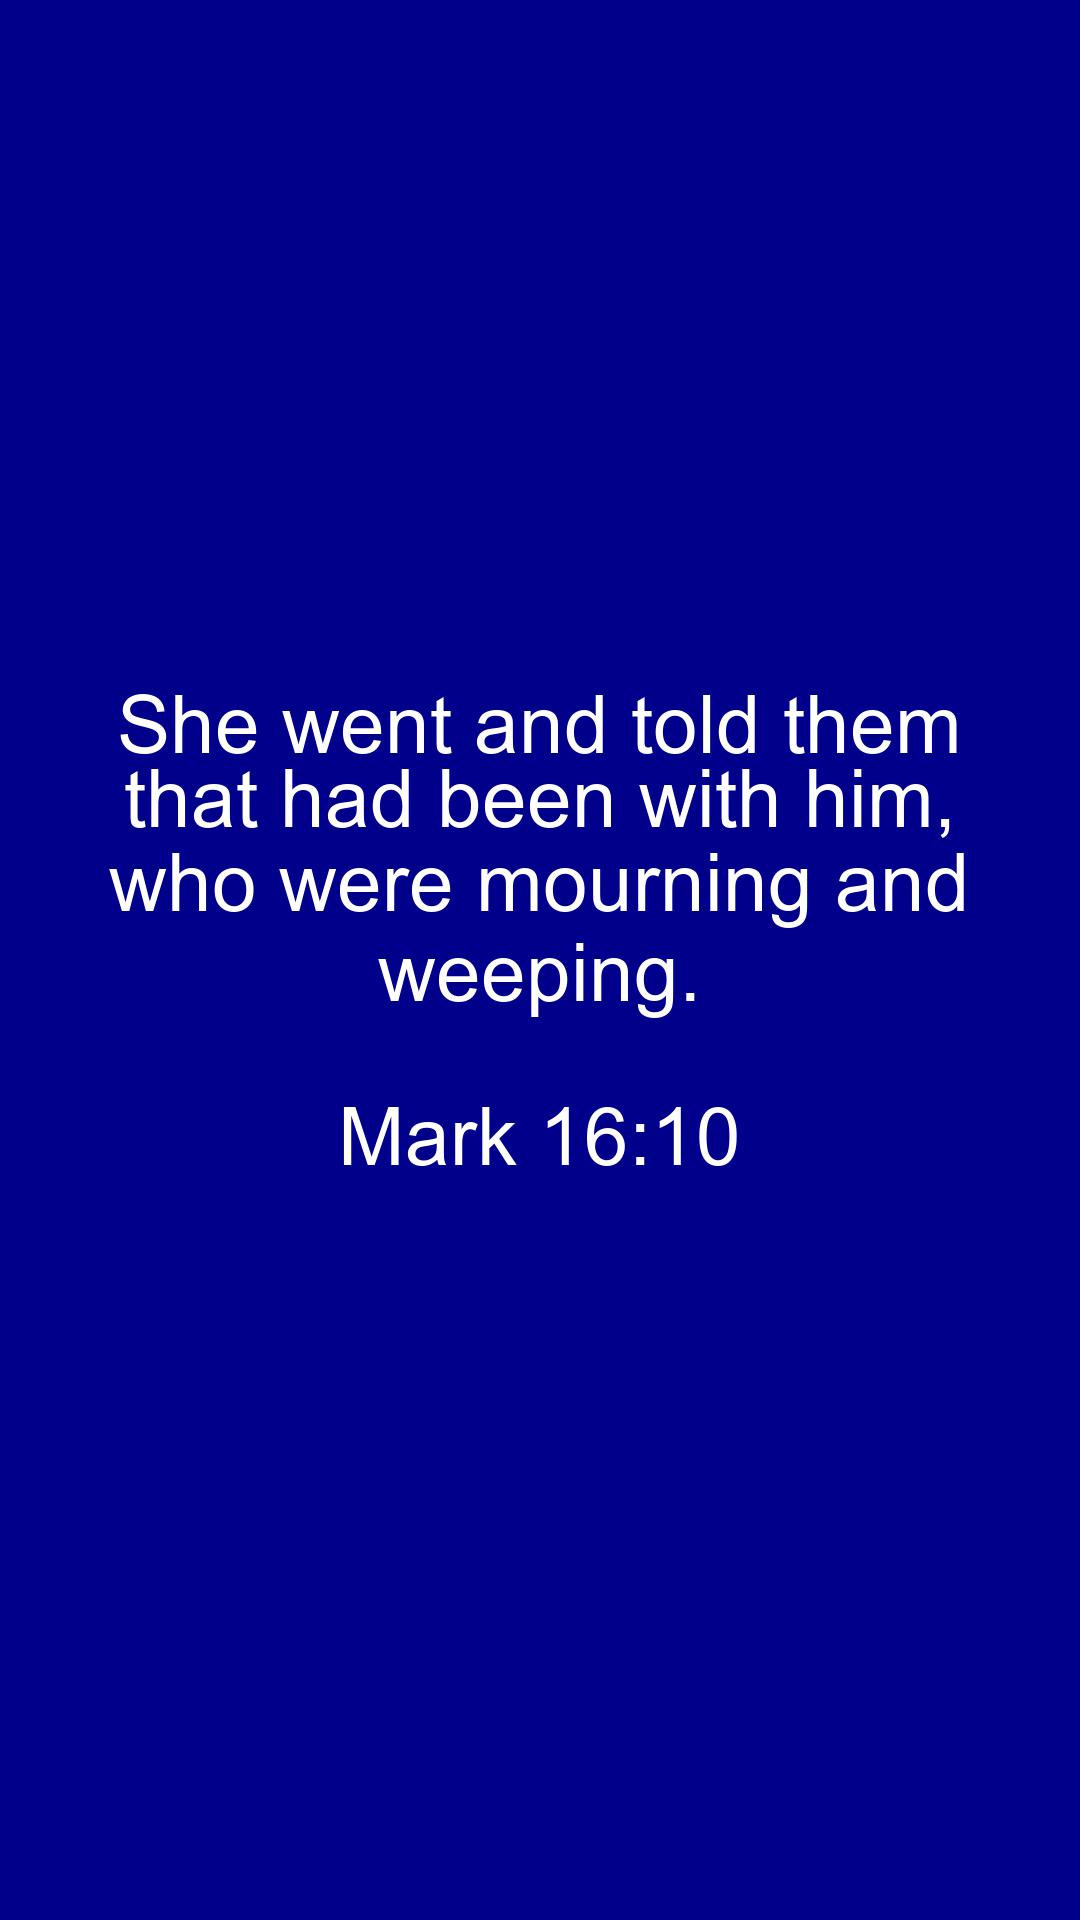 She went and told them
that had been with him,
who were mourning and
weeping.
Mark 16:10